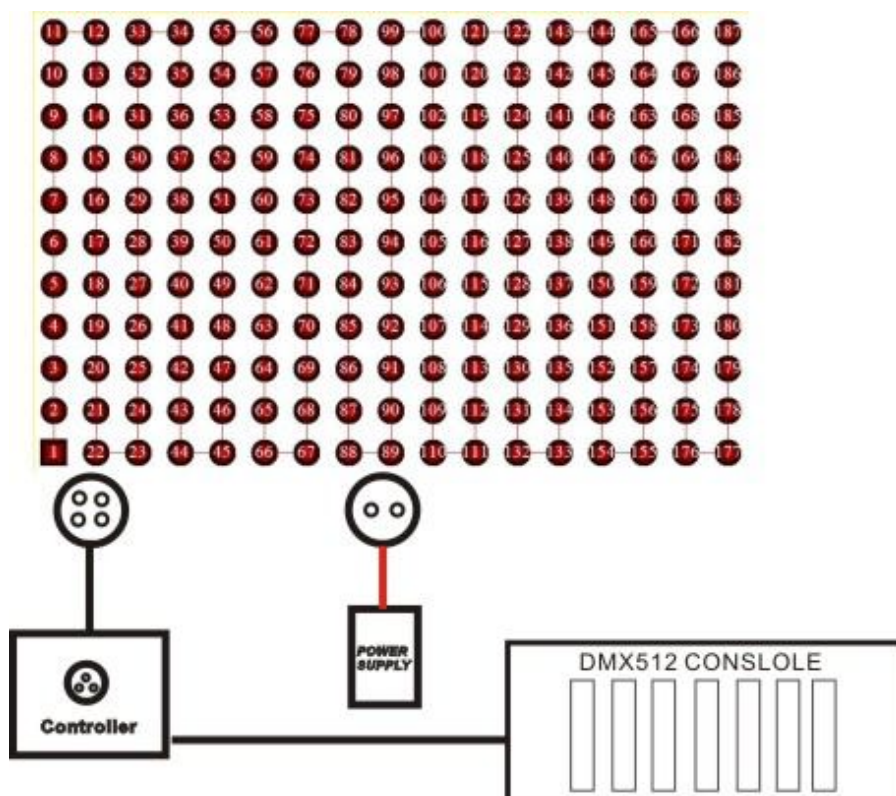 11 12 33 34 55 56 77 78 99 100 121 122 143 144 165 166 187
10 13 32 35 54 57 76 79 98 101 120 123 142 145 164 167 186
9 14 31 36 53 58 75 80 97 102 119 124 141 146 163 168 185
8 15 30 37 52 59 74 81 96 103 118 125 140 147 162 169 184
7 16 29 38 51 60 73 82 95 104 117 126 139 148 161 170 183
6 17 28 39 50 61 72 83 94 105 116 127 138 149 160 171 182
5 18 27 40 49 62 71 84 93 106 115 128 137 150 159 172 181
4 19 26 41 48 63 70 85 92 107 114 129 136 151 158 173 180
3 20 25 42 47 64 69 86 91 108 113 130 135 152 157 174 179
2 21 24 43 46 65 68 87 90 109 112 131 134 153 156 175 178
1 22 23 44 45 66 67 88 89 110 111 132 133 154 155 176 177
POWER
SUPPLY
DMX512 CONSLOLE
Controller